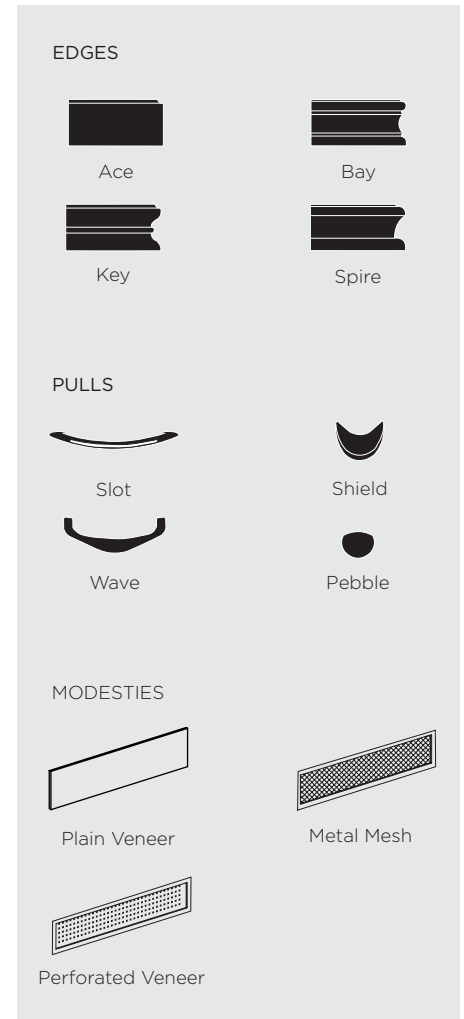 EDGES
Ace
Bay
Key
Spire
PULLS
Slot
Shield
Wave
Pebble
MODESTIES
Plain Veneer
Metal Mesh
Perforated Veneer